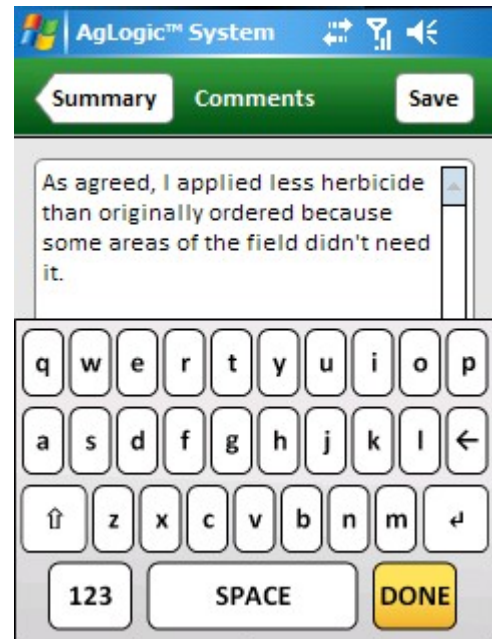 AgLogic™ System
Summary Comments Save
As agreed, I applied less herbicide
than originally ordered because
some areas of the field didn't need
it.
q w e r t y u i o p
a s d f g h j k l ←
⇧ z x c v b n m ↵
123 SPACE DONE